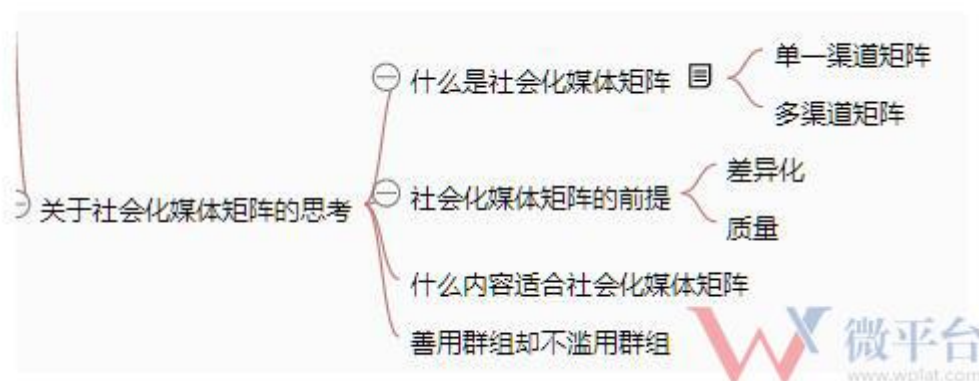 什么是社会化媒体矩阵
单一渠道矩阵
多渠道矩阵
关于社会化媒体矩阵的思考
社会化媒体矩阵的前提
差异化
质量
什么内容适合社会化媒体矩阵
善用群组却不滥用群组
微平台
www.wplat.com